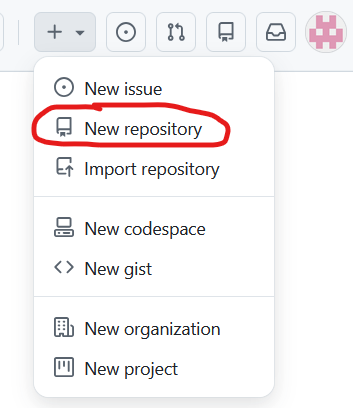 New issue
New repository
Import repository
New codespace
New gist
New organization
New project